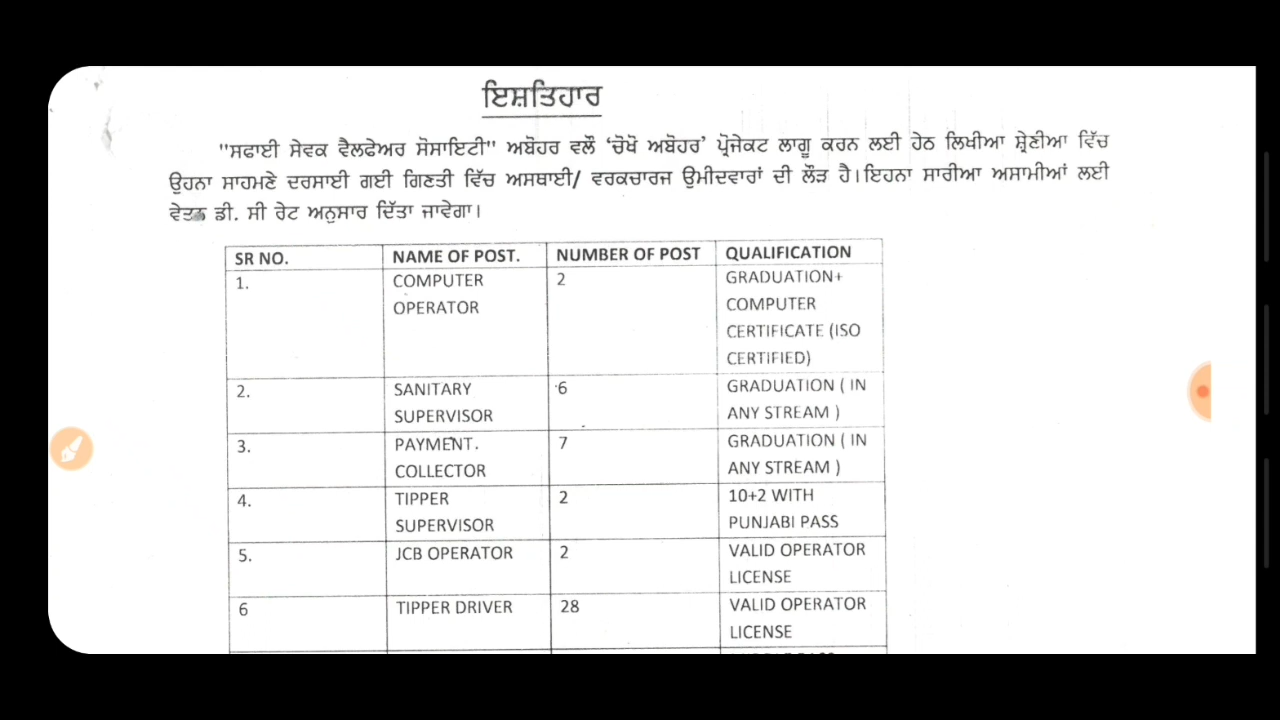 ਇਸ਼ਤਿਹਾਰ
"ਸਫਾਈ ਸੇਵਕ ਵੈਲਫੇਅਰ ਸੋਸਾਇਟੀ" ਅਬੋਹਰ ਵਲੋਂ 'ਚੋਖੋ ਅਬੋਹਰ' ਪ੍ਰੋਜੇਕਟ ਲਾਗੂ ਕਰਨ ਲਈ ਹੇਠ ਲਿਖੀਆ ਸ਼੍ਰੇਣੀਆ ਵਿੱਚ
ਉਹਨਾ ਸਾਹਮਣੇ ਦਰਸਾਈ ਗਈ ਗਿਣਤੀ ਵਿੱਚ ਅਸਥਾਈ/ ਵਰਕਚਾਰਜ ਉਮੀਦਵਾਰਾਂ ਦੀ ਲੌੜ ਹੈ।ਇਹਨਾ ਸਾਰੀਆ ਅਸਾਮੀਆਂ ਲਈ
ਵੇਤਨ ਡੀ. ਸੀ ਰੇਟ ਅਨੁਸਾਰ ਦਿੱਤਾ ਜਾਵੇਗਾ।
SR NO. NAME OF POST. NUMBER OF POST QUALIFICATION
1. COMPUTER 2 GRADUATION+
OPERATOR COMPUTER
CERTIFICATE (ISO
CERTIFIED)
2. SANITARY 6 GRADUATION ( IN
SUPERVISOR ANY STREAM )
3. PAYMENT. 7 GRADUATION ( IN
COLLECTOR ANY STREAM )
4. TIPPER 2 10+2 WITH
SUPERVISOR PUNJABI PASS
5. JCB OPERATOR 2 VALID OPERATOR
LICENSE
6 TIPPER DRIVER 28 VALID OPERATOR
LICENSE